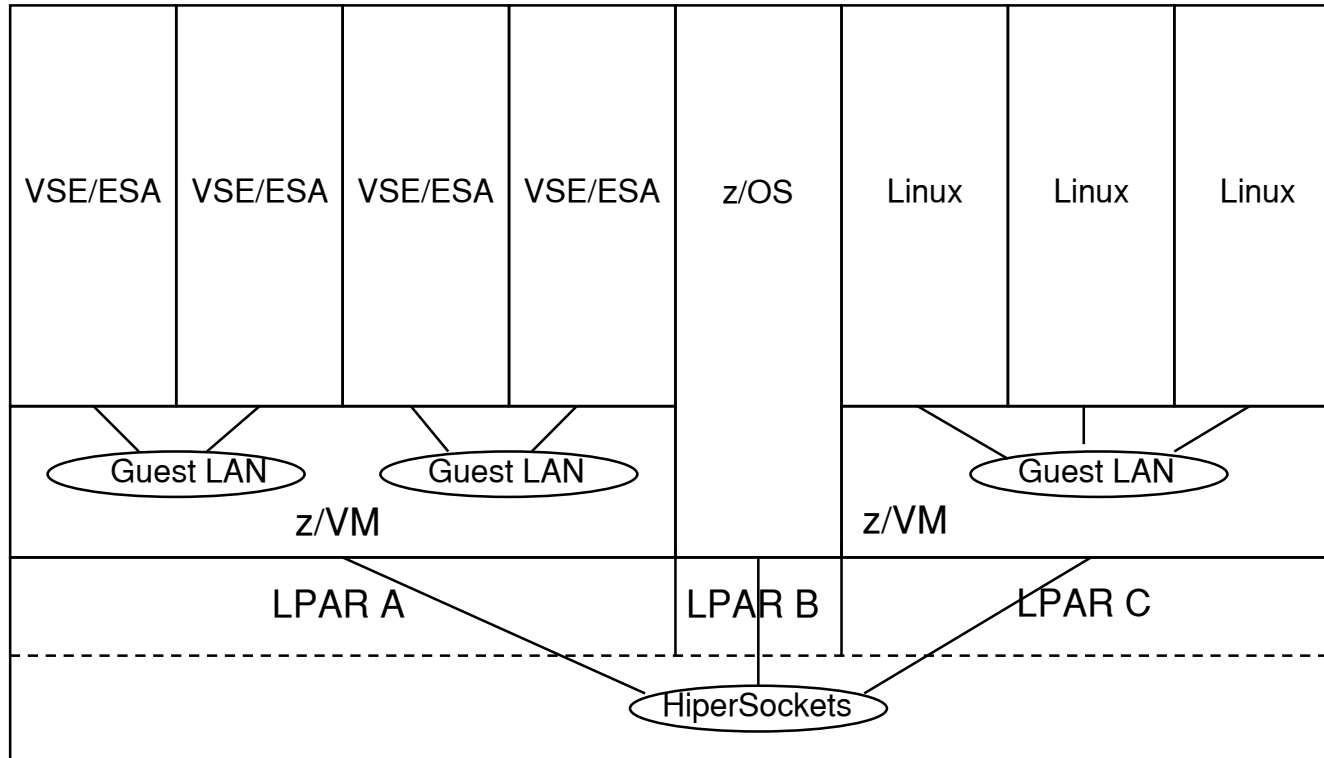 VSE/ESA
VSE/ESA
VSE/ESA
VSE/ESA
z/OS
Linux
Linux
Linux
Guest LAN
Guest LAN
Guest LAN
z/VM
z/VM
LPAR A
LPAR B
LPAR C
HiperSockets